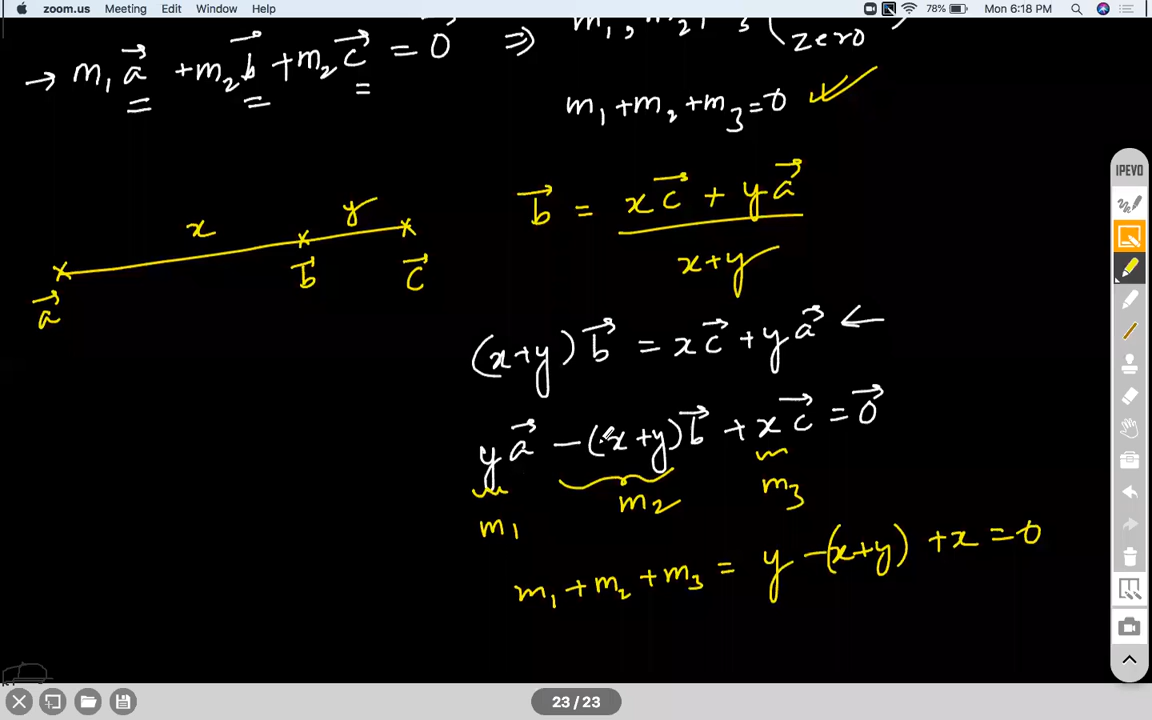 zoom.us Meeting Edit Window Help 78% Mon 6:18 PM
→ m₁a⃗ + m₂b⃗ + m₂c⃗ = 0⃗ ⇒
(zero
m₁ + m₂ + m₃ = 0 ✓
x y
a⃗ b⃗ c⃗
b⃗ = (xc⃗ + ya⃗)/(x+y)
(x+y)b⃗ = xc⃗ + ya⃗ ←
ya⃗ − (x+y)b⃗ + xc⃗ = 0⃗
m₁ m₂ m₃
m₁ + m₂ + m₃ = y − (x+y) + x = 0
IPEVO
23 / 23